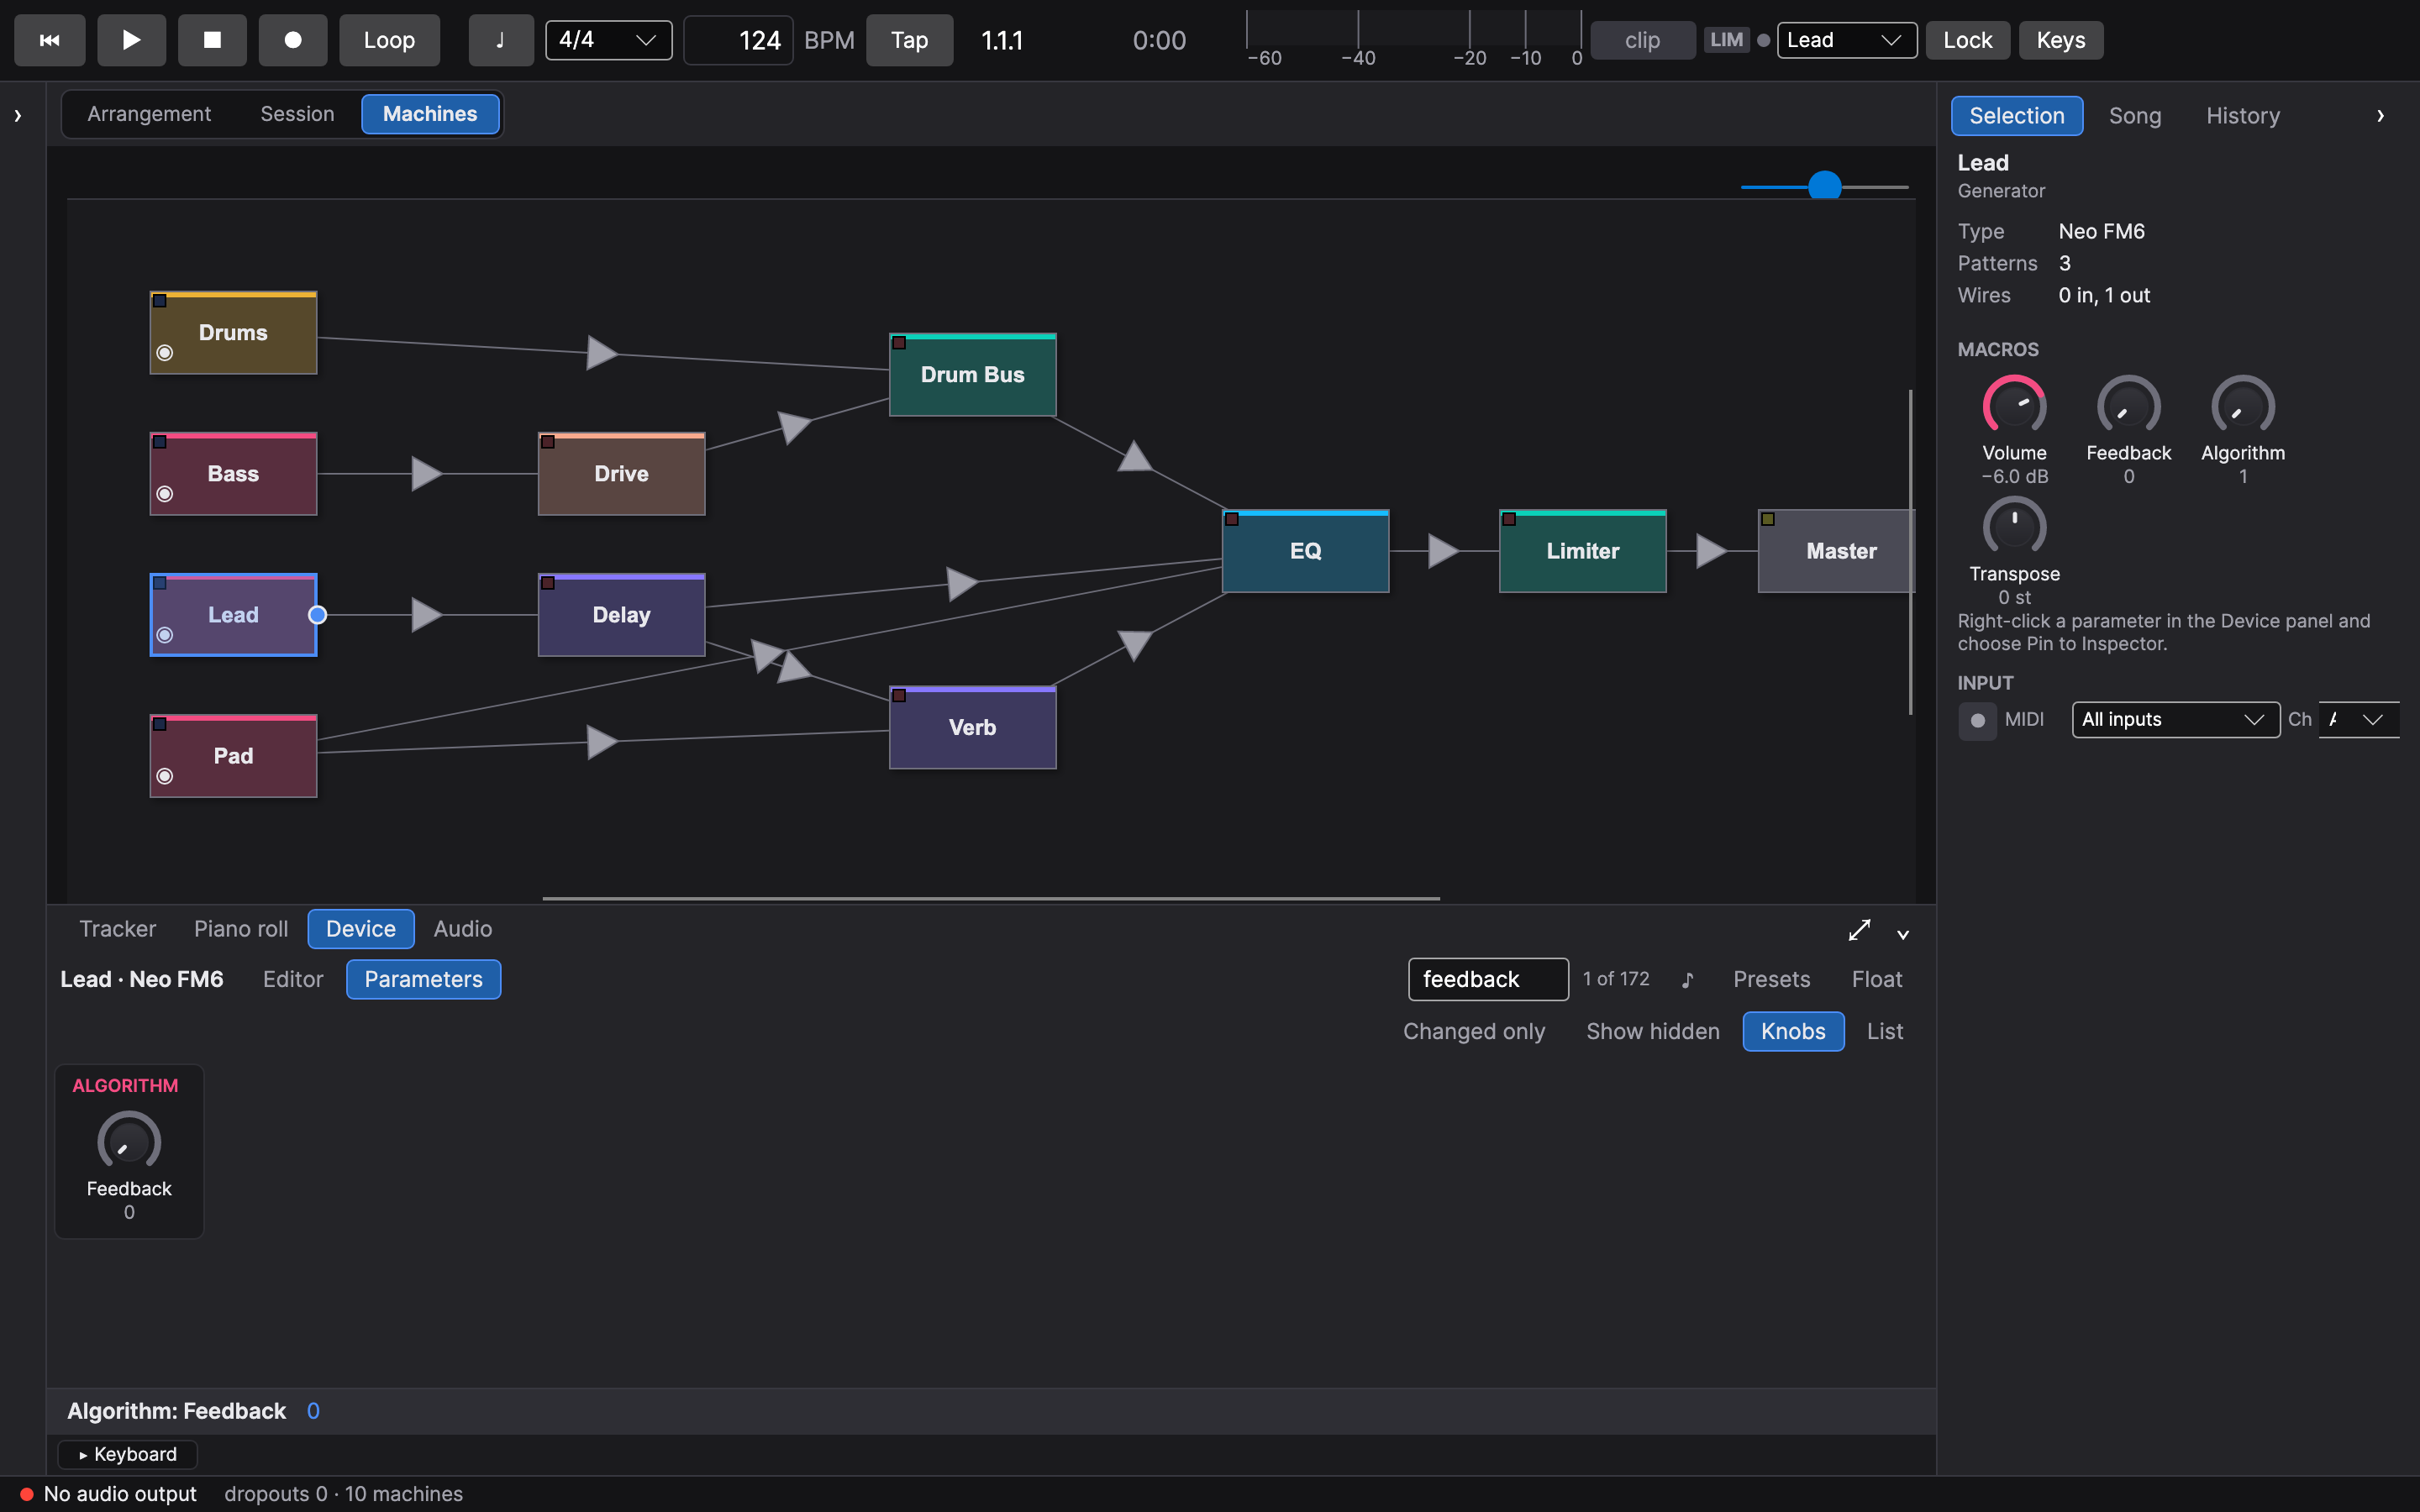 Loop
4/4
124 BPM
Tap
1.1.1
0:00
−60 −40 −20 −10 0
clip
LIM
Lead
Lock
Keys
Arrangement Session Machines
Selection Song History
Lead
Generator
Type Neo FM6
Patterns 3
Wires 0 in, 1 out
MACROS
Volume Feedback Algorithm
−6.0 dB 0 1
Transpose
0 st
Right-click a parameter in the Device panel and
choose Pin to Inspector.
INPUT
MIDI All inputs Ch
Drums
Drum Bus
Bass
Drive
EQ
Limiter
Master
Lead
Delay
Verb
Pad
Tracker Piano roll Device Audio
Lead · Neo FM6 Editor Parameters
feedback 1 of 172 Presets Float
Changed only Show hidden Knobs List
ALGORITHM
Feedback
0
Algorithm: Feedback 0
▸ Keyboard
No audio output dropouts 0 · 10 machines